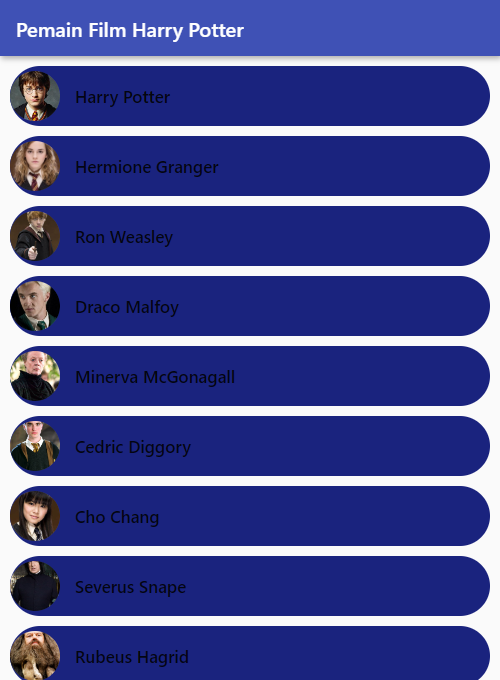 Pemain Film Harry Potter
Harry Potter
Hermione Granger
Ron Weasley
Draco Malfoy
Minerva McGonagall
Cedric Diggory
Cho Chang
Severus Snape
Rubeus Hagrid